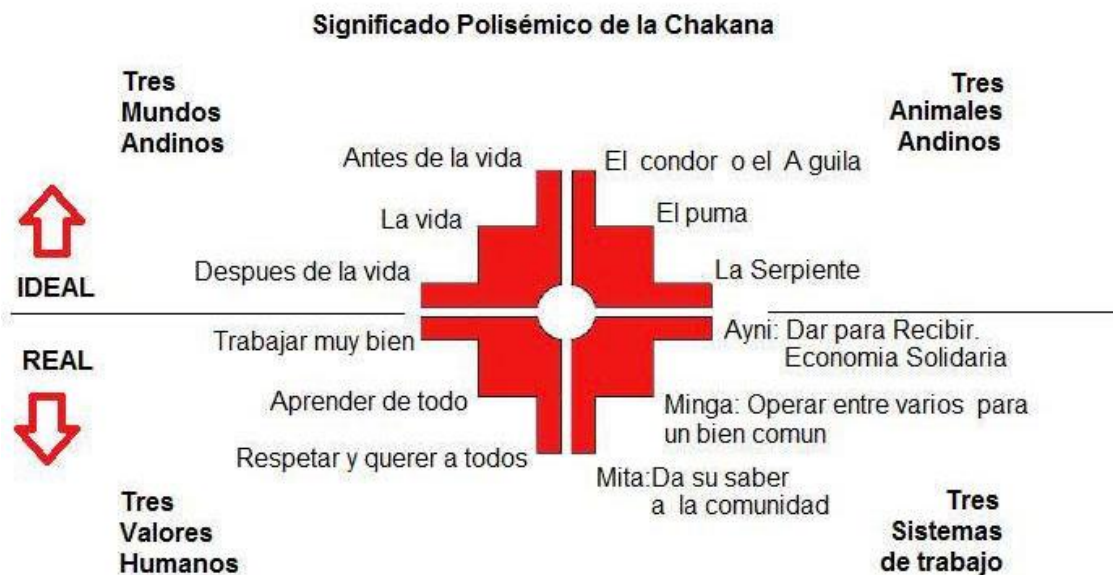 Significado Polisémico de la Chakana
Tres
Mundos
Andinos
Tres
Animales
Andinos
Antes de la vida
El condor o el A guila
La vida
El puma
Despues de la vida
La Serpiente
IDEAL
REAL
Trabajar muy bien
Ayni: Dar para Recibir.
Economia Solidaria
Aprender de todo
Minga: Operar entre varios para
un bien comun
Respetar y querer a todos
Mita:Da su saber
a la comunidad
Tres
Valores
Humanos
Tres
Sistemas
de trabajo